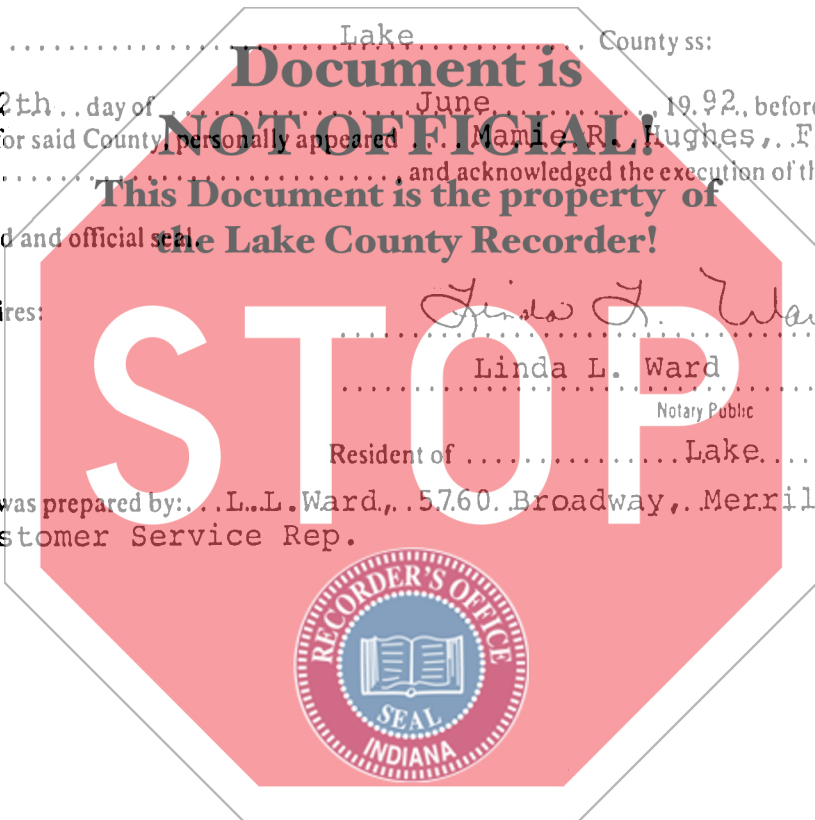 Lake County ss:
Document is
2th day of June 19 92, before
NOT OFFICIAL!
for said County, personally appeared Mamie R. Hughes, F
and acknowledged the execution of th
This Document is the property of
d and official seal.
the Lake County Recorder!
ires:
Linda L. War
STOP
Linda L. Ward
Notary Public
Resident of Lake
was prepared by: L.L.Ward, 5760 Broadway, Merril
stomer Service Rep.
RECORDER'S OFFICE
SEAL
INDIANA